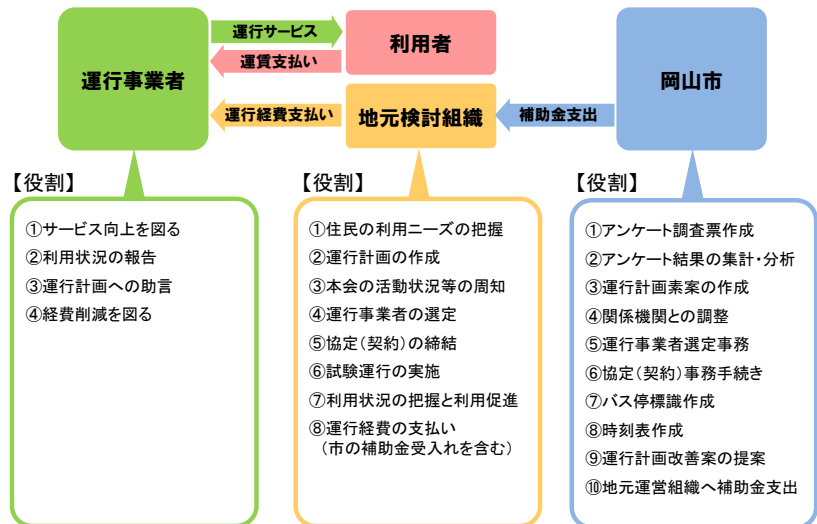 運行サービス
利用者
運賃支払い
運行事業者
岡山市
運行経費支払い
地元検討組織
補助金支出
【役割】
①サービス向上を図る
②利用状況の報告
③運行計画への助言
④経費削減を図る
【役割】
①住民の利用ニーズの把握
②運行計画の作成
③本会の活動状況等の周知
④運行事業者の選定
⑤協定(契約)の締結
⑥試験運行の実施
⑦利用状況の把握と利用促進
⑧運行経費の支払い
(市の補助金受入れを含む)
【役割】
①アンケート調査票作成
②アンケート結果の集計・分析
③運行計画素案の作成
④関係機関との調整
⑤運行事業者選定事務
⑥協定(契約)事務手続き
⑦バス停標識作成
⑧時刻表作成
⑨運行計画改善案の提案
⑩地元運営組織へ補助金支出